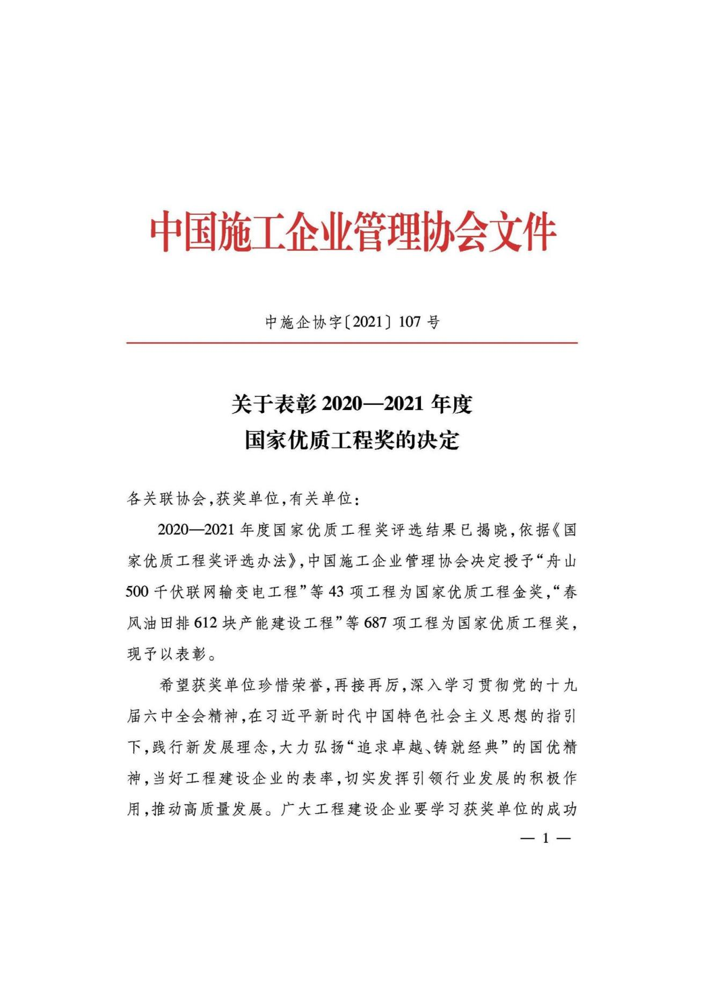 中国施工企业管理协会文件
中施企协字〔2021〕107 号
关于表彰 2020—2021 年度
国家优质工程奖的决定
各关联协会,获奖单位,有关单位:
2020—2021 年度国家优质工程奖评选结果已揭晓,依据《国
家优质工程奖评选办法》,中国施工企业管理协会决定授予“舟山
500 千伏联网输变电工程”等 43 项工程为国家优质工程金奖,“春
风油田排 612 块产能建设工程”等 687 项工程为国家优质工程奖,
现予以表彰。
希望获奖单位珍惜荣誉,再接再厉,深入学习贯彻党的十九
届六中全会精神,在习近平新时代中国特色社会主义思想的指引
下,践行新发展理念,大力弘扬“追求卓越、铸就经典”的国优精
神,当好工程建设企业的表率,切实发挥引领行业发展的积极作
用,推动高质量发展。广大工程建设企业要学习获奖单位的成功
— 1 —